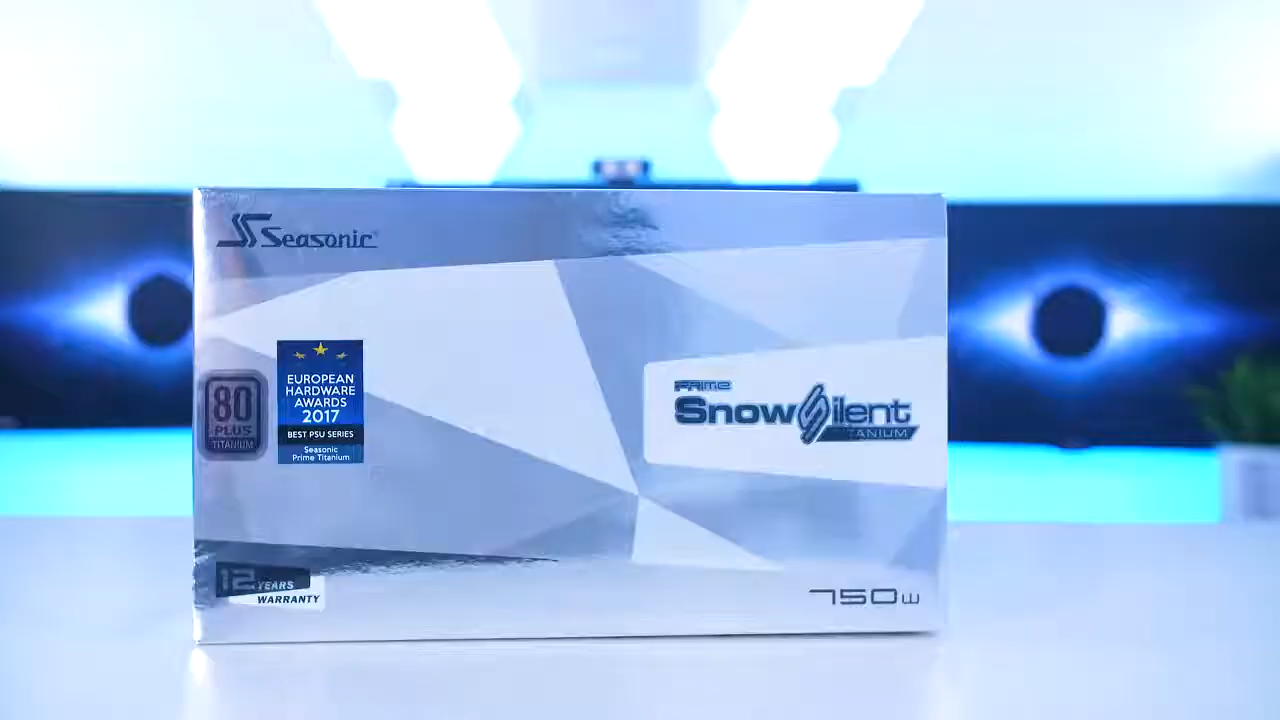 Seasonic
80
PLUS
TITANIUM
EUROPEAN
HARDWARE
AWARDS
2017
BEST PSU SERIES
Seasonic
Prime Titanium
PRIME
SnowSilent
TITANIUM
12 YEARS
WARRANTY
750W